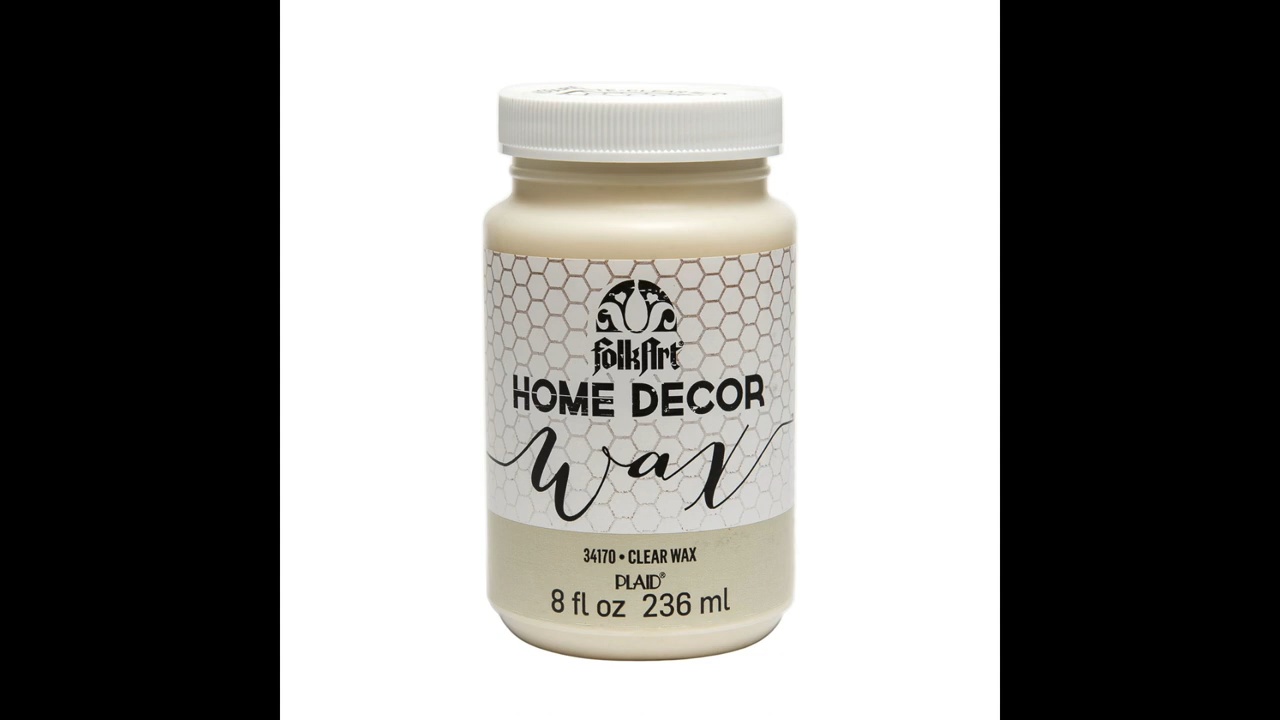 folkArt®
HOME DECOR
Wax
34170 • CLEAR WAX
PLAID®
8 fl oz 236 ml